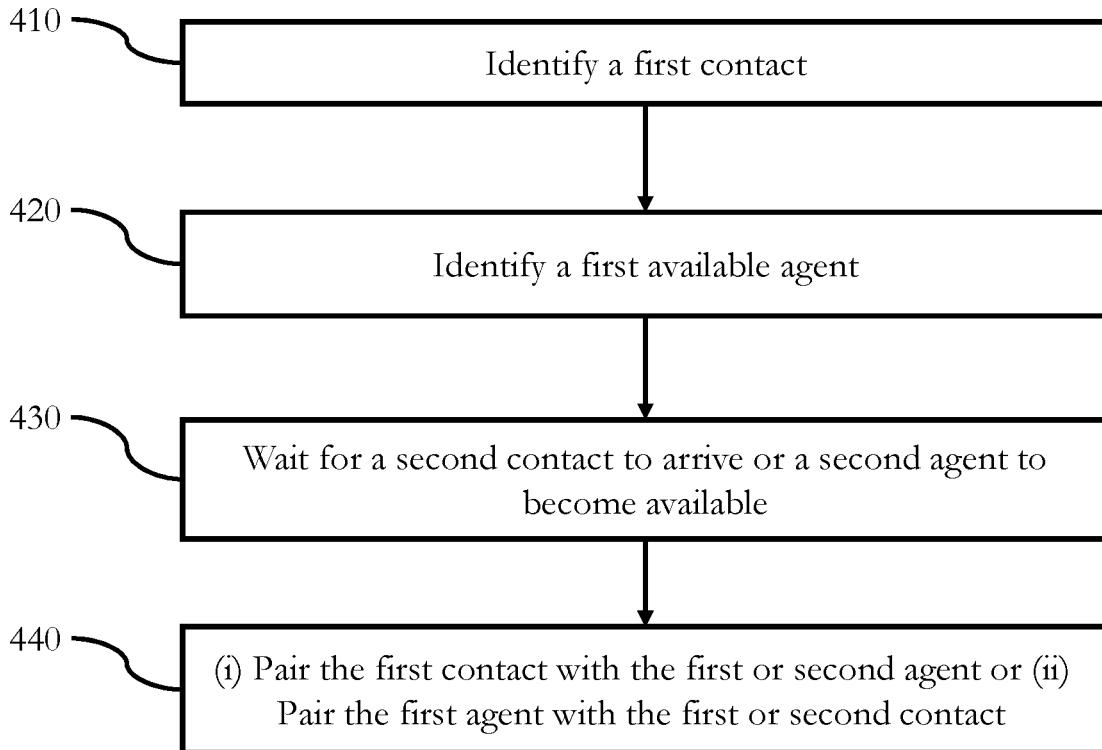 410
Identify a first contact
420
Identify a first available agent
430
Wait for a second contact to arrive or a second agent to
become available
440
(i) Pair the first contact with the first or second agent or (ii)
Pair the first agent with the first or second contact